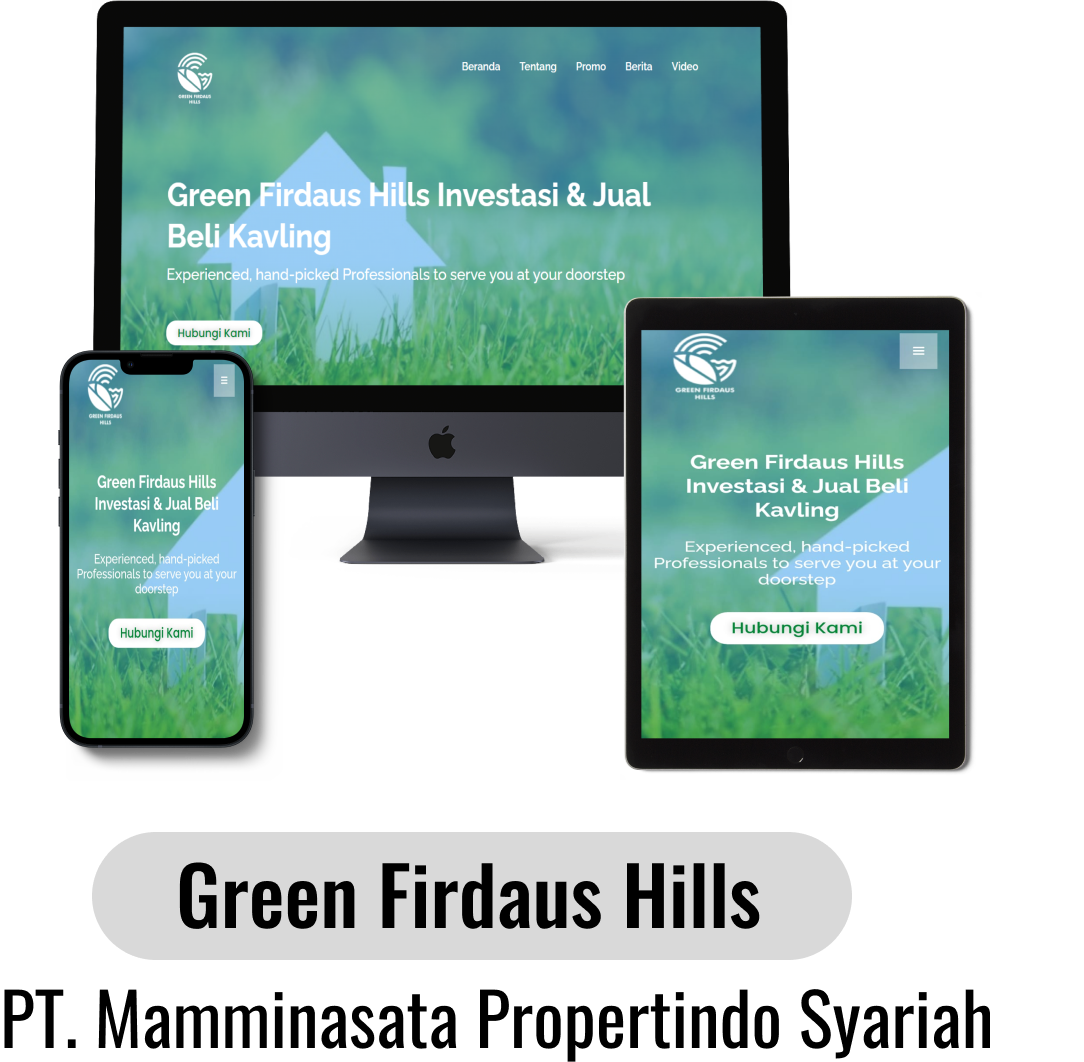 GREEN FIRDAUS
HILLS
Beranda Tentang Promo Berita Video
Green Firdaus Hills Investasi & Jual
Beli Kavling
Experienced, hand-picked Professionals to serve you at your doorstep
Hubungi Kami
GREEN FIRDAUS
HILLS
Green Firdaus Hills
Investasi & Jual Beli
Kavling
Experienced, hand-picked
Professionals to serve you at your
doorstep
Hubungi Kami
GREEN FIRDAUS
HILLS
Green Firdaus Hills
Investasi & Jual Beli
Kavling
Experienced, hand-picked
Professionals to serve you at your
doorstep
Hubungi Kami
Green Firdaus Hills
PT. Mamminasata Propertindo Syariah